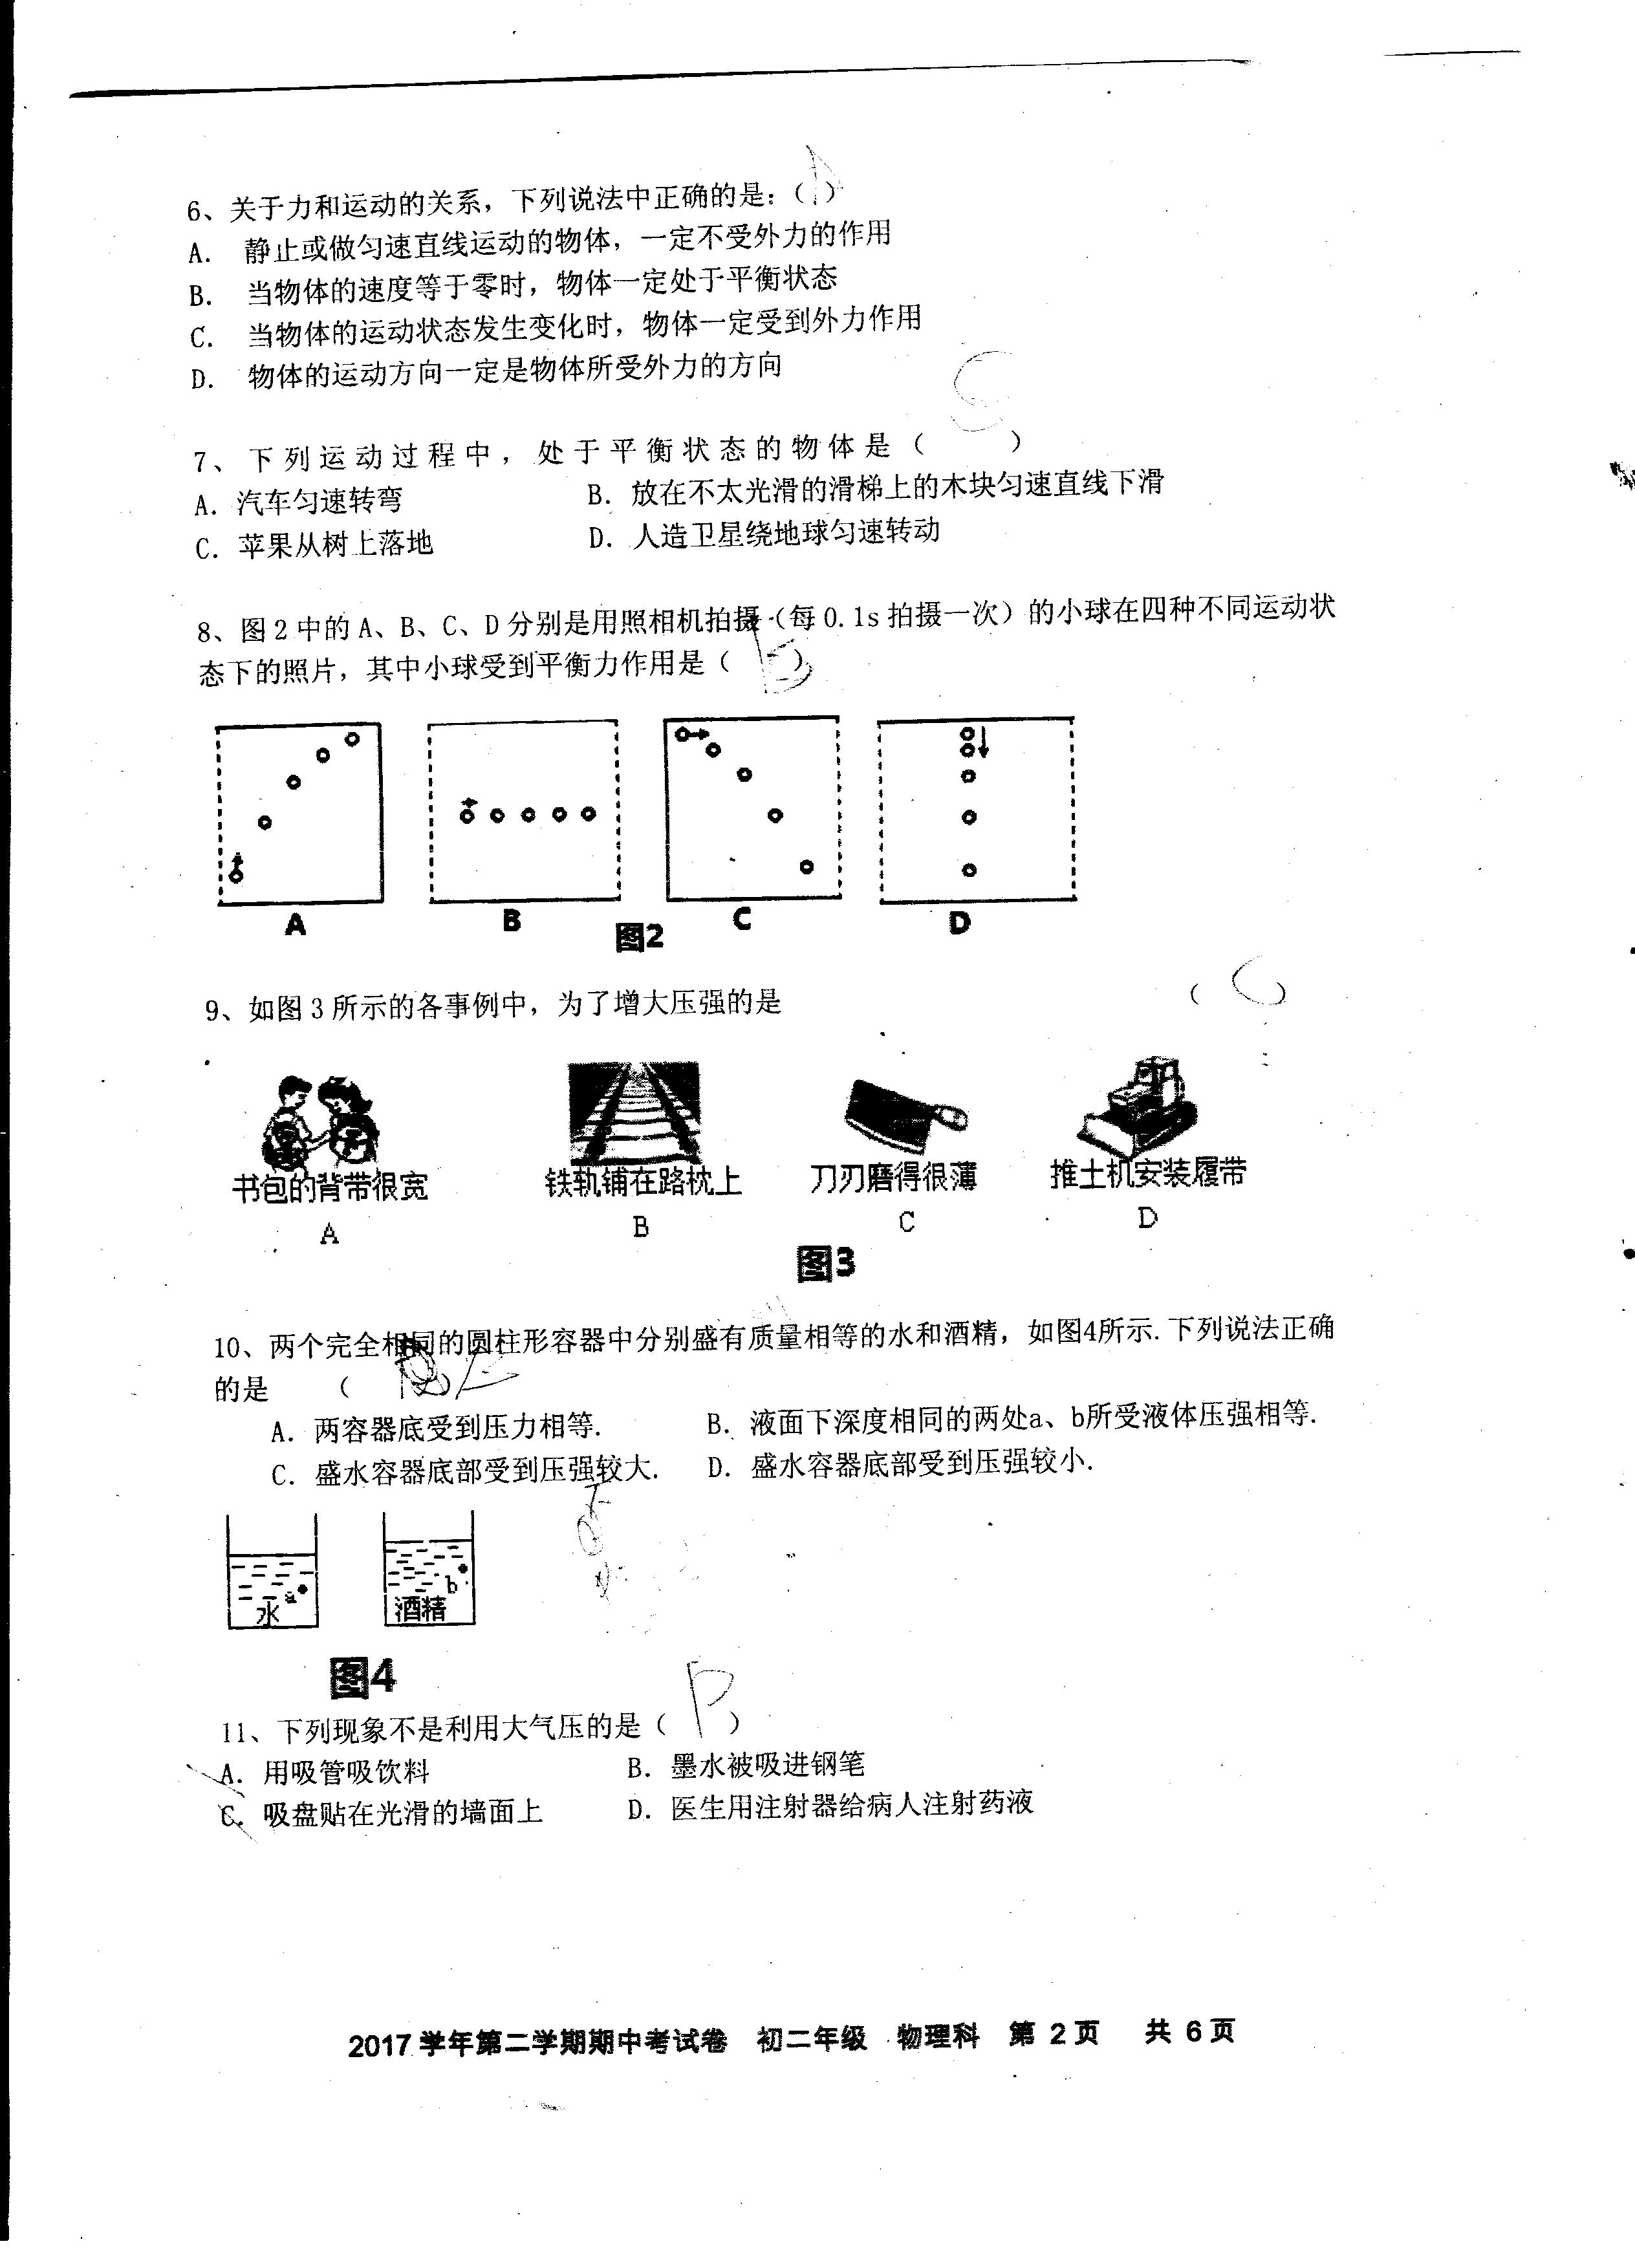 6、关于力和运动的关系，下列说法中正确的是：（ ）
A. 静止或做匀速直线运动的物体，一定不受外力的作用
B. 当物体的速度等于零时，物体一定处于平衡状态
C. 当物体的运动状态发生变化时，物体一定受到外力作用
D. 物体的运动方向一定是物体所受外力的方向
7、下列运动过程中，处于平衡状态的物体是（ ）
A. 汽车匀速转弯 B. 放在不太光滑的滑梯上的木块匀速直线下滑
C. 苹果从树上落地 D. 人造卫星绕地球匀速转动
8、图2中的A、B、C、D分别是用照相机拍摄（每0.1s拍摄一次）的小球在四种不同运动状
态下的照片，其中小球受到平衡力作用是（ B ）
A B C D
图2
9、如图3所示的各事例中，为了增大压强的是 （ C ）
书包的背带很宽 铁轨铺在路枕上 刀刃磨得很薄 推土机安装履带
A B C D
图3
10、两个完全相同的圆柱形容器中分别盛有质量相等的水和酒精，如图4所示.下列说法正确
的是 （ ）
A. 两容器底受到压力相等. B. 液面下深度相同的两处a、b所受液体压强相等.
C. 盛水容器底部受到压强较大. D. 盛水容器底部受到压强较小.
a b
水 酒精
图4
11、下列现象不是利用大气压的是（ ）
A. 用吸管吸饮料 B. 墨水被吸进钢笔
C. 吸盘贴在光滑的墙面上 D. 医生用注射器给病人注射药液
2017学年第二学期期中考试卷 初二年级 物理科 第 2页 共 6页